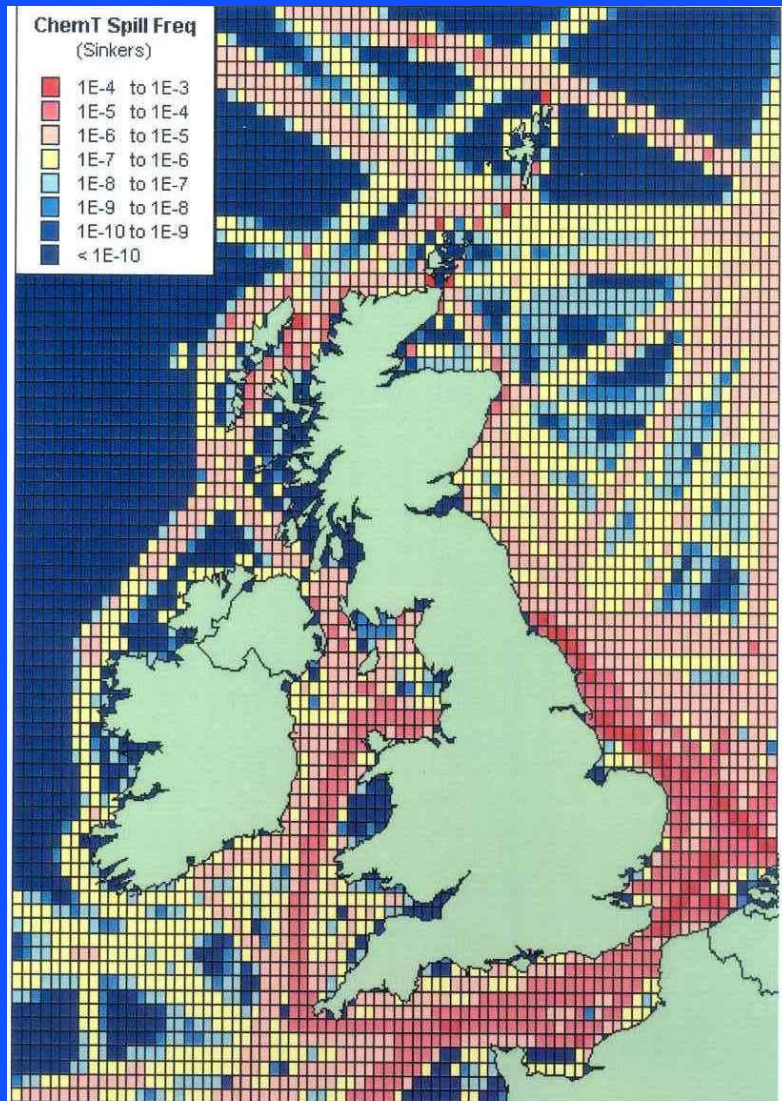 ChemT Spill Freq
(Sinkers)
1E-4 to 1E-3
1E-5 to 1E-4
1E-6 to 1E-5
1E-7 to 1E-6
1E-8 to 1E-7
1E-9 to 1E-8
1E-10 to 1E-9
< 1E-10